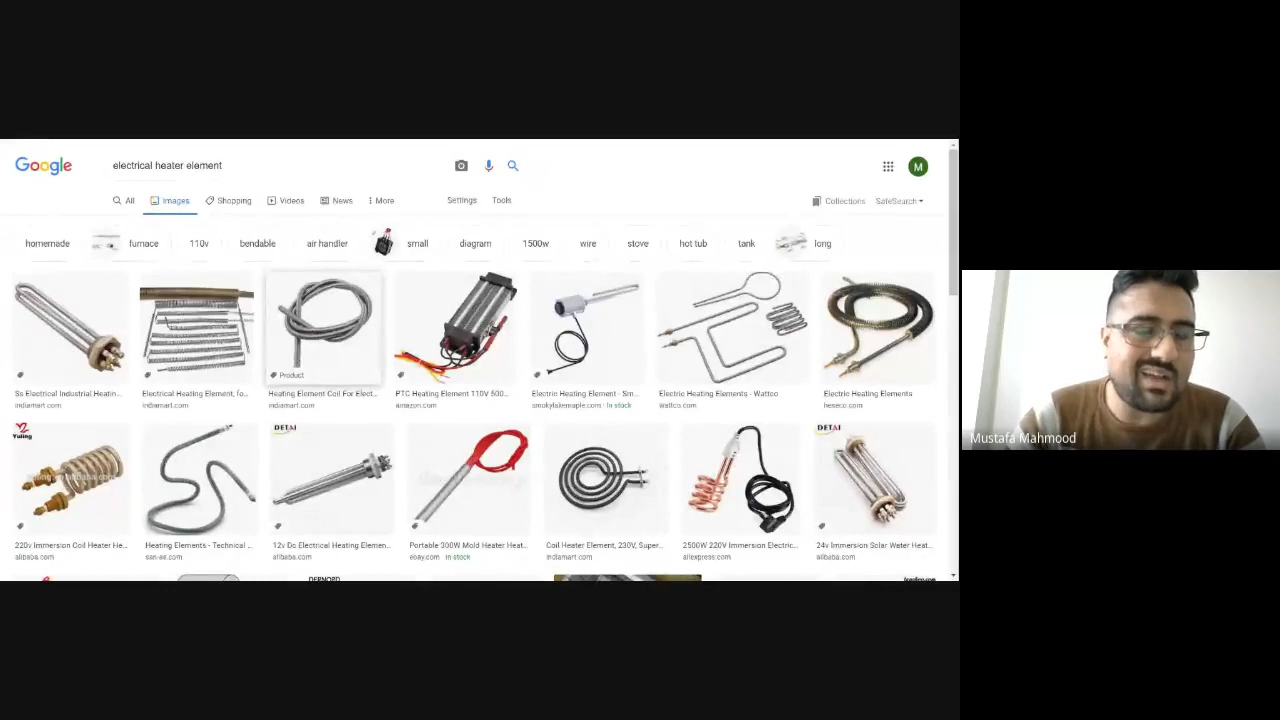 Google
electrical heater element
M
All
Images
Shopping
Videos
News
More
Settings
Tools
Collections
SafeSearch
homemade
furnace
110v
bendable
air handler
small
diagram
1500w
wire
stove
hot tub
tank
long
Product
Ss Electrical Industrial Heatin...
indiamart.com
Electrical Heating Element, fo...
indiamart.com
Heating Element Coil For Elect...
indiamart.com
PTC Heating Element 110V 500...
amazon.com
Electric Heating Element - Smo...
smokylakemaple.com · In stock
Electric Heating Elements - Wattco
wattco.com
Electric Heating Elements
heseco.com
Yuling
DETAI
DETAI
220v Immersion Coil Heater He...
alibaba.com
Heating Elements - Technical ...
san-as.com
12v Dc Electrical Heating Elemen...
alibaba.com
Portable 300W Mold Heater Heat...
ebay.com · In stock
Coil Heater Element, 230V, Super...
indiamart.com
2500W 220V Immersion Electric...
aliexpress.com
24v Immersion Solar Water Heat...
alibaba.com
DERNORD
Mustafa Mahmood